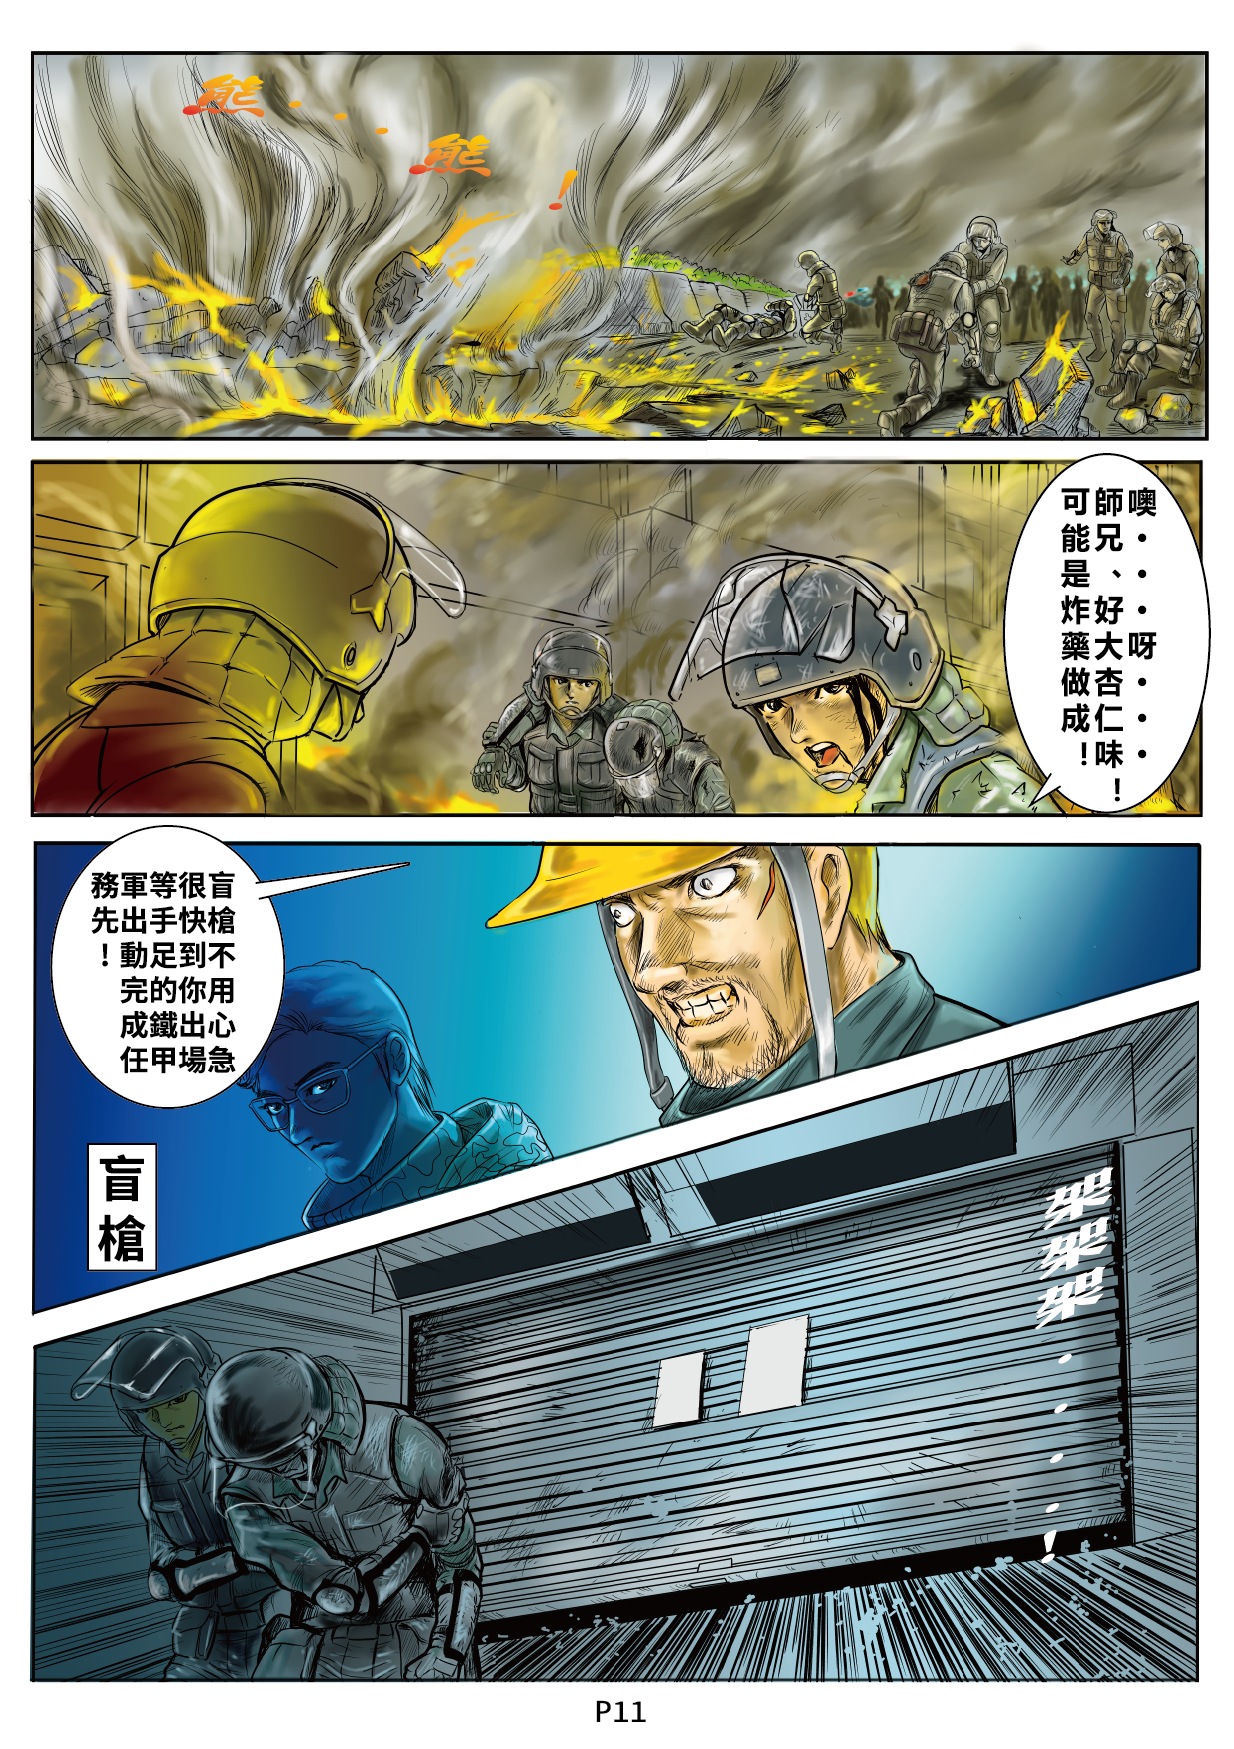 熊...
熊
!
噢・・・呀・・・
師兄、好大杏仁味！
可能是炸藥做成！
盲槍不用心急
很快到你出場
等手足的鐵甲
軍出動完成任
務先！
盲槍
架架架....!
P11